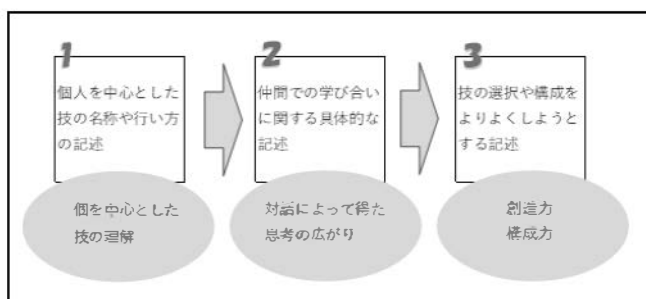 1
個人を中心とした
技の名称や行い方
の記述
個を中心とした
技の理解
2
仲間での学び合い
に関する具体的な
記述
対話によって得た
思考の広がり
3
技の選択や構成を
よりよくしようと
する記述
創造力
構成力